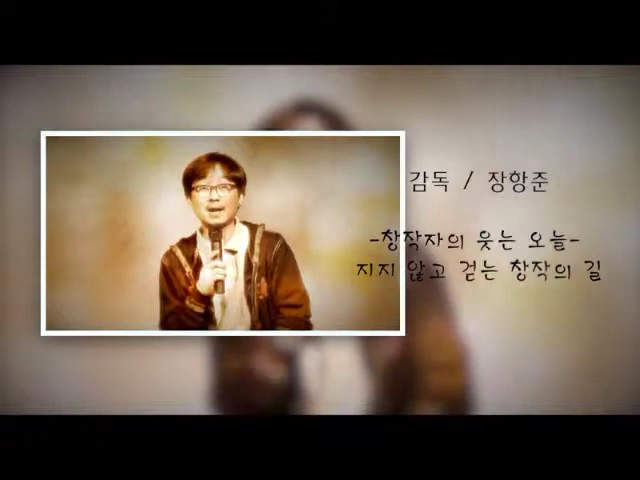 감독 / 장항준
-창작자의 웃는 오늘-
지지 않고 걷는 창작의 길